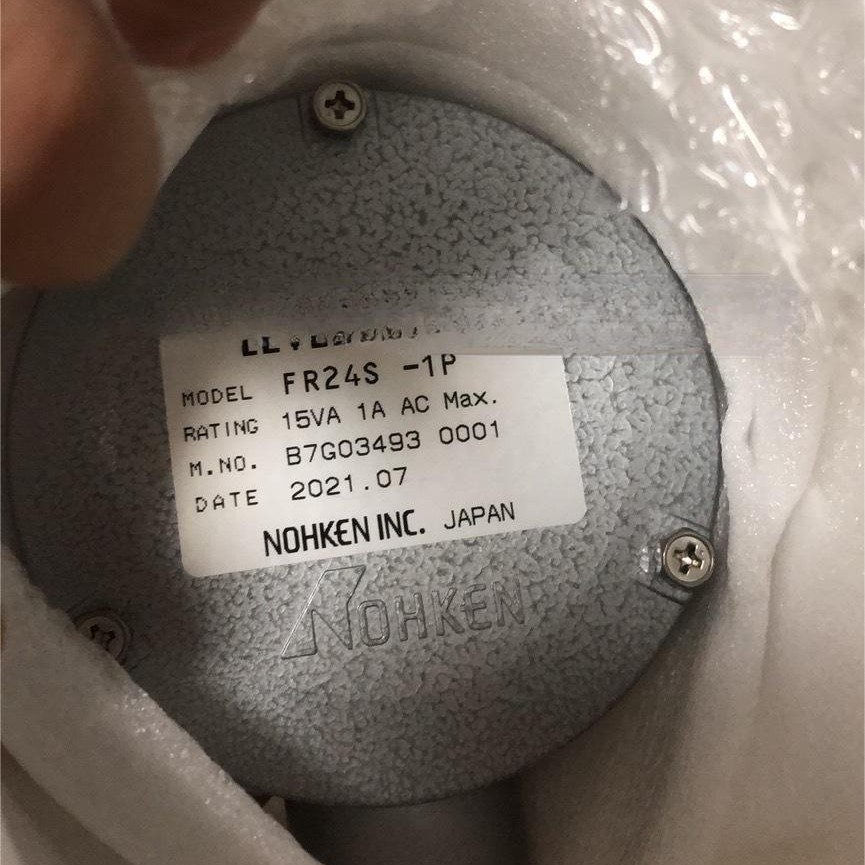 MODEL FR24S -1P
RATING 15VA 1A AC Max.
M.NO. B7G03493 0001
DATE 2021.07
NOHKEN INC. JAPAN
NOHKEN